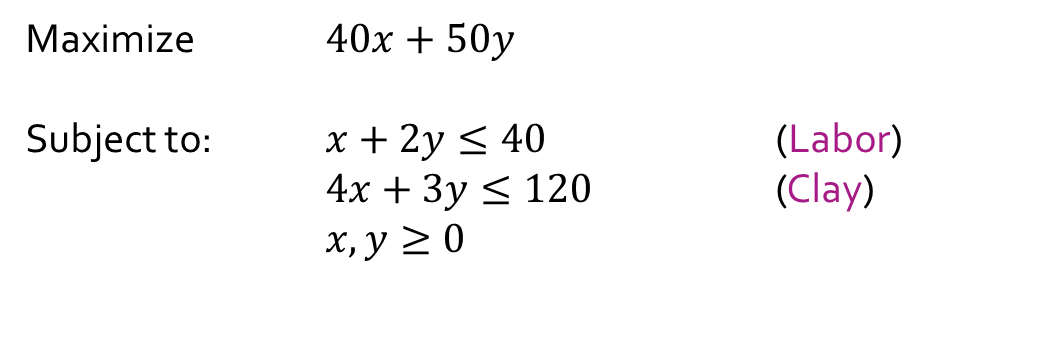 Maximize 40x + 50y
Subject to: x + 2y ≤ 40 (Labor)
4x + 3y ≤ 120 (Clay)
x, y ≥ 0